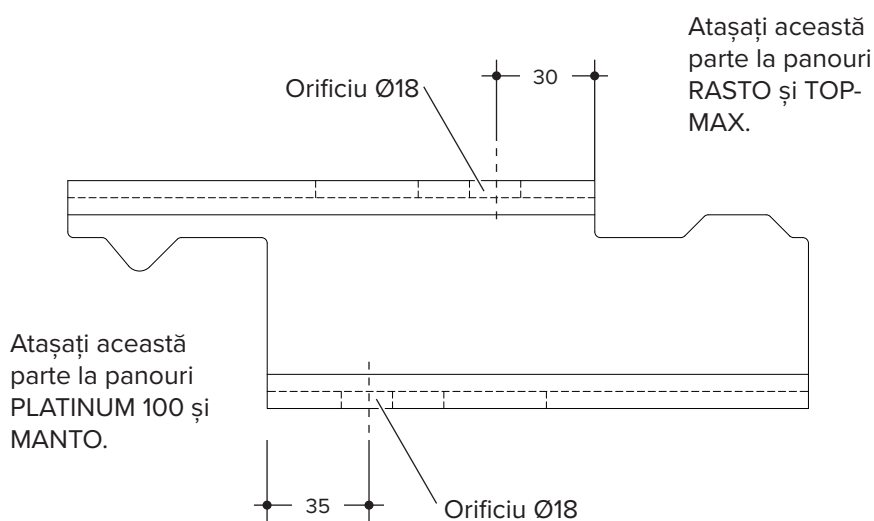 Atașați această
parte la panouri
RASTO și TOP-
MAX.
Orificiu Ø18
30
Atașați această
parte la panouri
PLATINUM 100 și
MANTO.
35
Orificiu Ø18